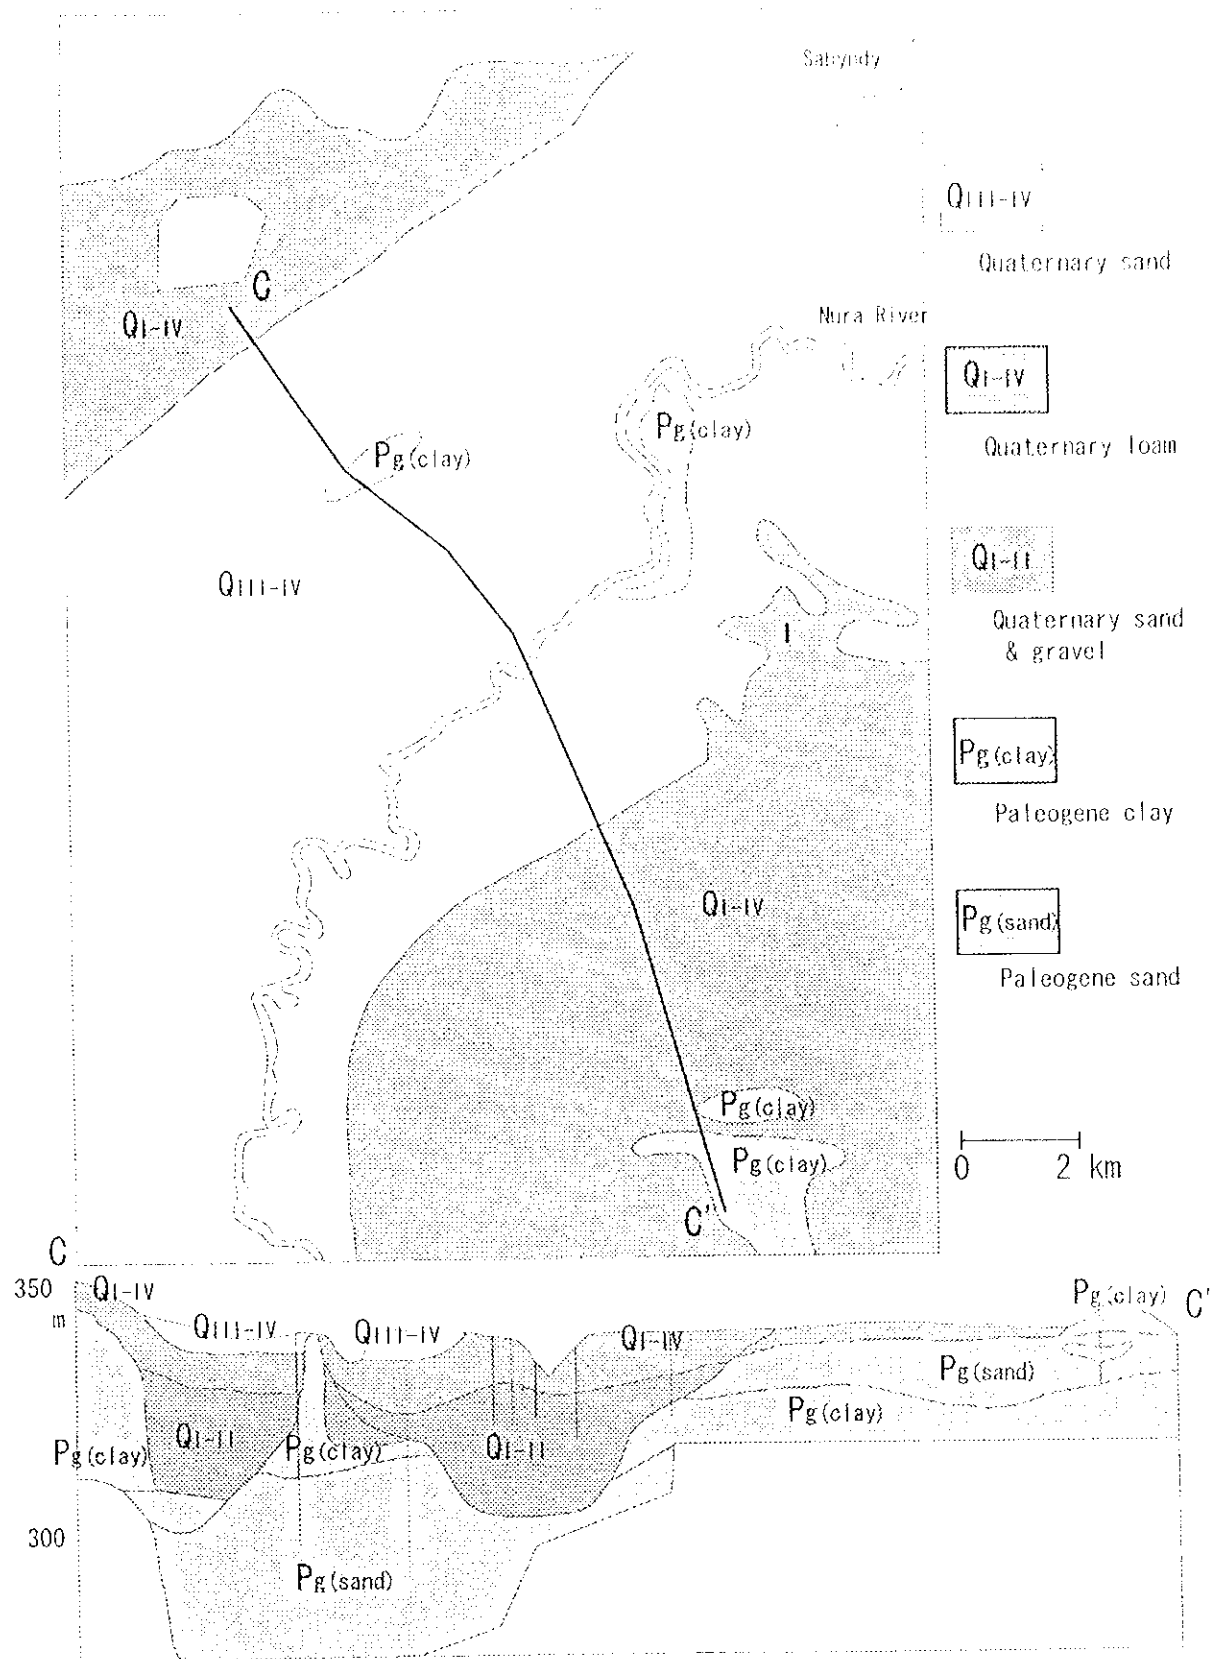 Sabyndy
QIII-IV
Quaternary sand
C
QI-IV
Nura River
QI-IV
Pg(clay)
Pg(clay)
Quaternary loam
QIII-IV
QI-II
I
Quaternary sand
& gravel
Pg(clay)
Paleogene clay
QI-IV
Pg(sand)
Paleogene sand
Pg(clay)
Pg(clay)
0 2 km
C'
C
350
m
QI-IV
QIII-IV
QIII-IV
QI-IV
Pg(clay)
C'
Pg(sand)
Pg(clay)
QI-II
Pg(clay)
Pg(clay)
QI-II
300
Pg(sand)